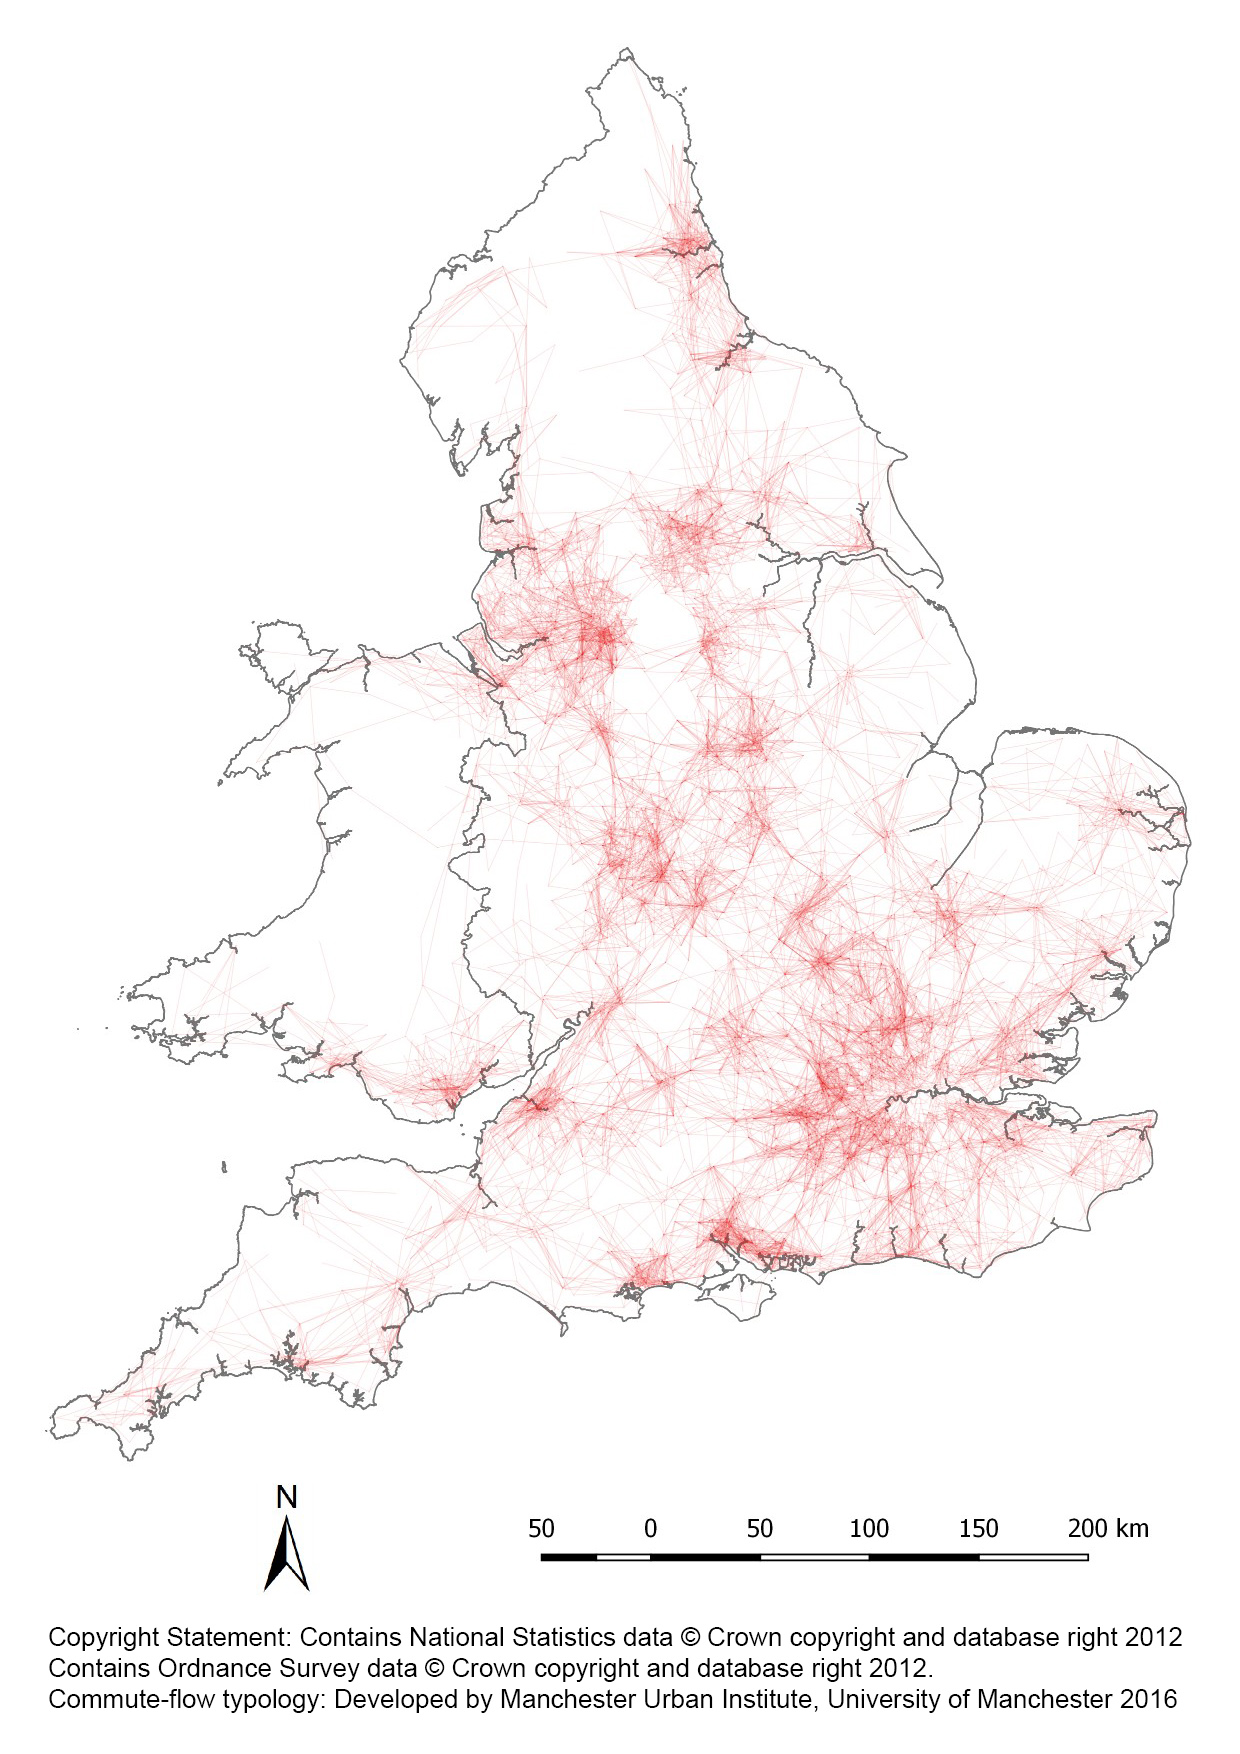 N
50 0 50 100 150 200 km
Copyright Statement: Contains National Statistics data © Crown copyright and database right 2012
Contains Ordnance Survey data © Crown copyright and database right 2012.
Commute-flow typology: Developed by Manchester Urban Institute, University of Manchester 2016